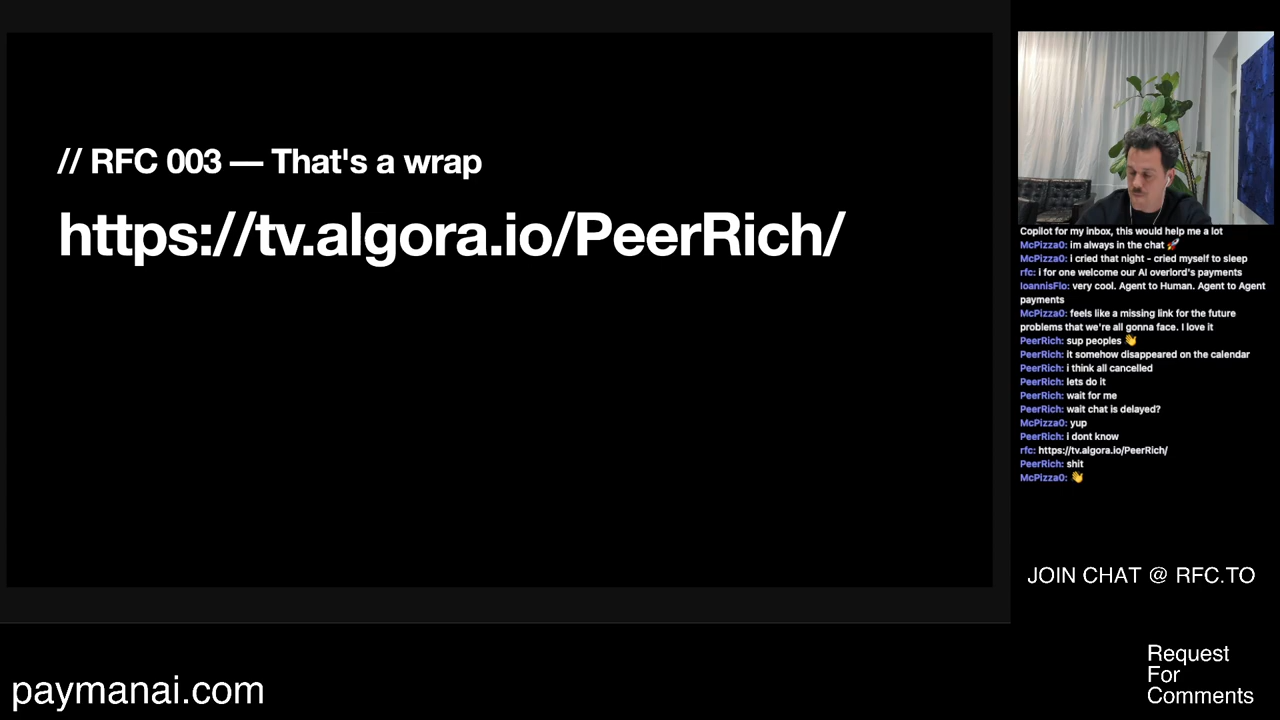 // RFC 003 — That's a wrap
https://tv.algora.io/PeerRich/
Copilot for my inbox, this would help me a lot
McPizza0: im always in the chat 🚀
McPizza0: i cried that night - cried myself to sleep
rfc: i for one welcome our AI overlord's payments
IoannisFlo: very cool. Agent to Human. Agent to Agent
payments
McPizza0: feels like a missing link for the future
problems that we're all gonna face. I love it
PeerRich: sup peoples 👋
PeerRich: it somehow disappeared on the calendar
PeerRich: i think all cancelled
PeerRich: lets do it
PeerRich: wait for me
PeerRich: wait chat is delayed?
McPizza0: yup
PeerRich: i dont know
rfc: https://tv.algora.io/PeerRich/
PeerRich: shit
McPizza0: 👋
JOIN CHAT @ RFC.TO
paymanai.com
Request
For
Comments